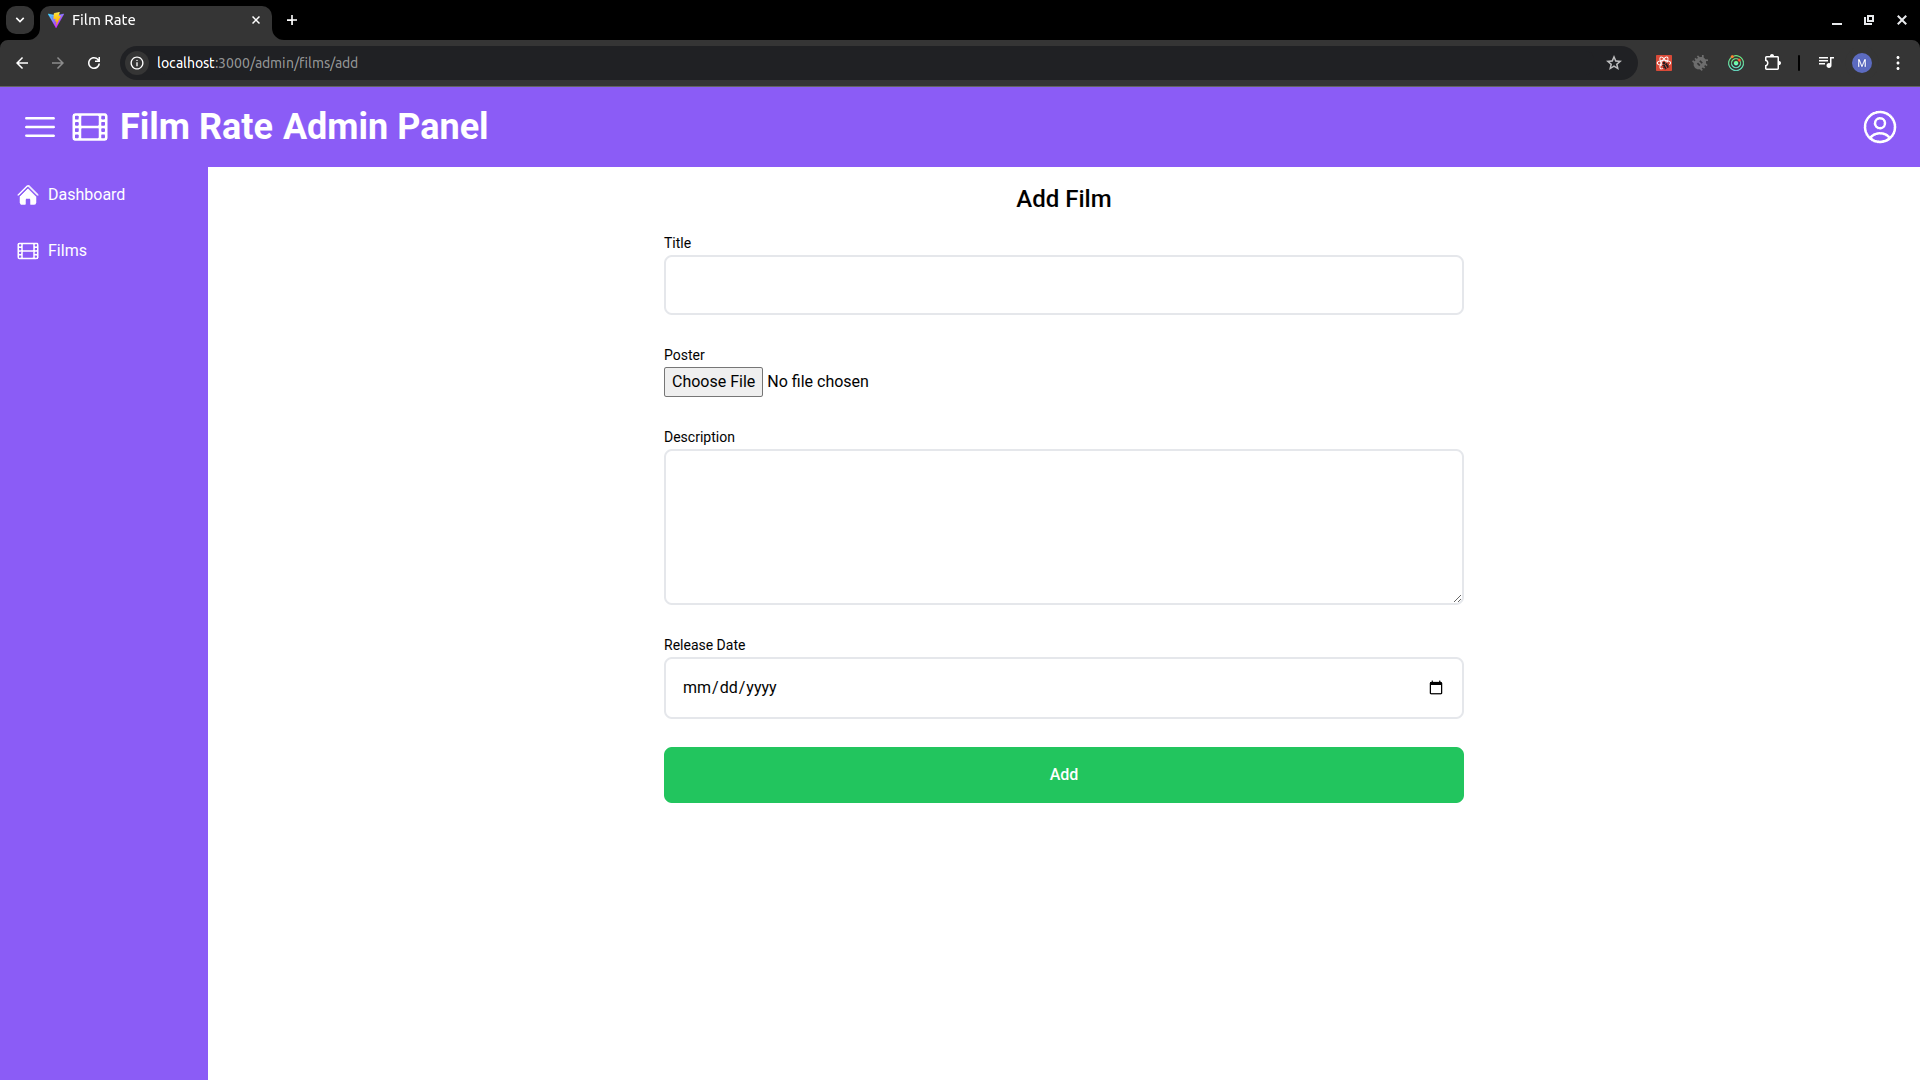 Film Rate
localhost:3000/admin/films/add
M
Film Rate Admin Panel
Dashboard
Films
Add Film
Title
Poster
Choose File No file chosen
Description
Release Date
mm/dd/yyyy
Add